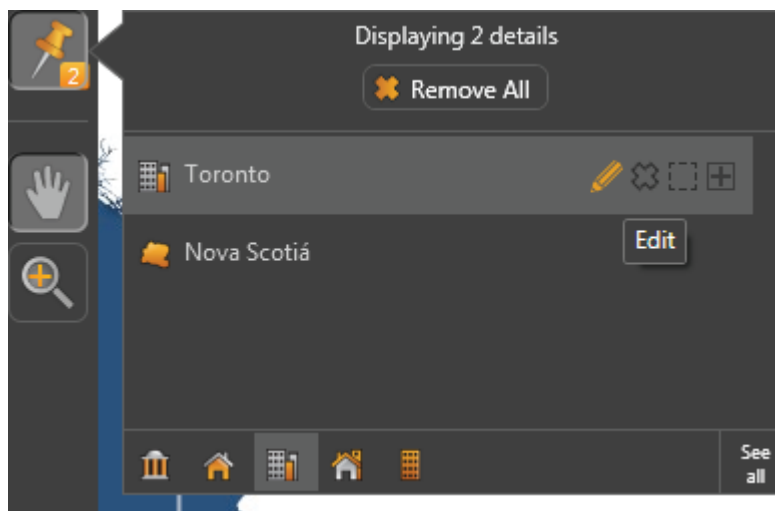 Displaying 2 details
2
Remove All
Toronto
Edit
Nova Scotiá
See
all